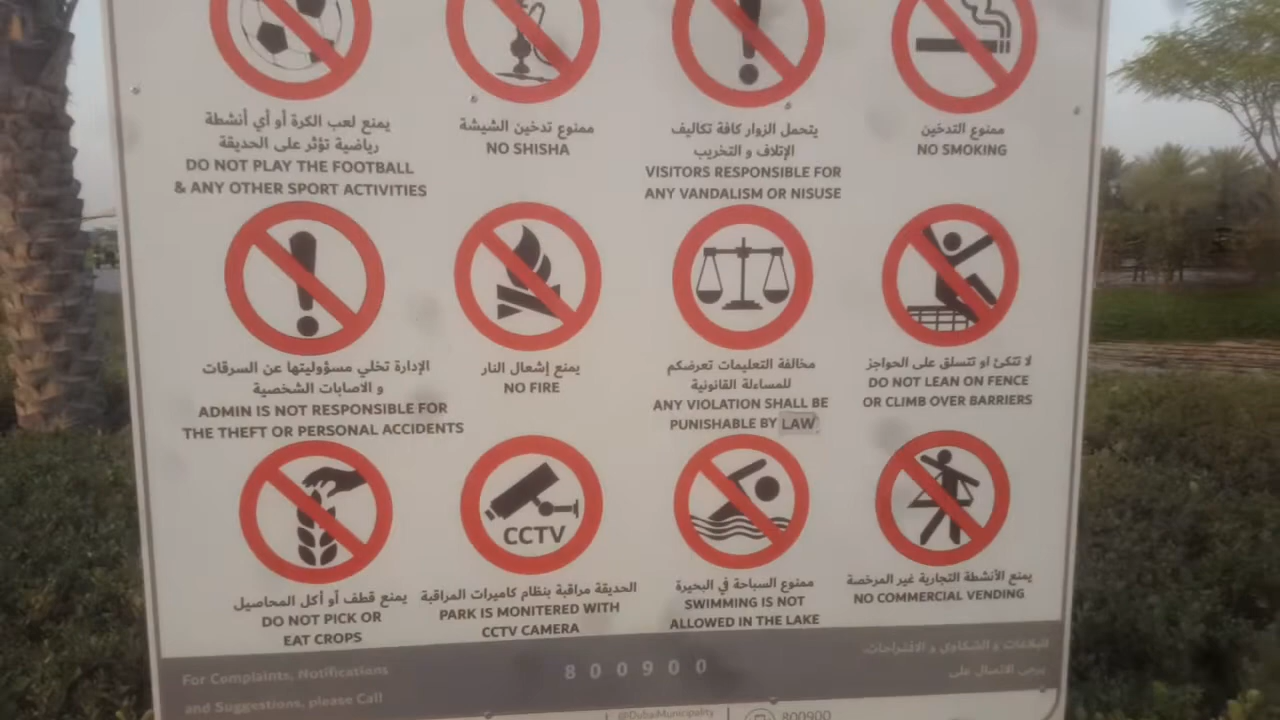 يمنع لعب الكرة أو أي أنشطة
رياضية تؤثر على الحديقة
DO NOT PLAY THE FOOTBALL
& ANY OTHER SPORT ACTIVITIES
ممنوع تدخين الشيشة
NO SHISHA
يتحمل الزوار كافة تكاليف
الإتلاف و التخريب
VISITORS RESPONSIBLE FOR
ANY VANDALISM OR NISUSE
ممنوع التدخين
NO SMOKING
الإدارة تخلي مسؤوليتها عن السرقات
و الاصابات الشخصية
ADMIN IS NOT RESPONSIBLE FOR
THE THEFT OR PERSONAL ACCIDENTS
يمنع إشعال النار
NO FIRE
مخالفة التعليمات تعرضكم
للمساءلة القانونية
ANY VIOLATION SHALL BE
PUNISHABLE BY LAW
لا تتكئ او تتسلق على الحواجز
DO NOT LEAN ON FENCE
OR CLIMB OVER BARRIERS
يمنع قطف أو أكل المحاصيل
DO NOT PICK OR
EAT CROPS
CCTV
الحديقة مراقبة بنظام كاميرات المراقبة
PARK IS MONITERED WITH
CCTV CAMERA
ممنوع السباحة في البحيرة
SWIMMING IS NOT
ALLOWED IN THE LAKE
يمنع الأنشطة التجارية غير المرخصة
NO COMMERCIAL VENDING
For Complaints, Notifications
and Suggestions, please Call
800900
للبلاغات و الشكاوى و الاقتراحات،
يرجى الاتصال على
@DubaiMunicipality
800900